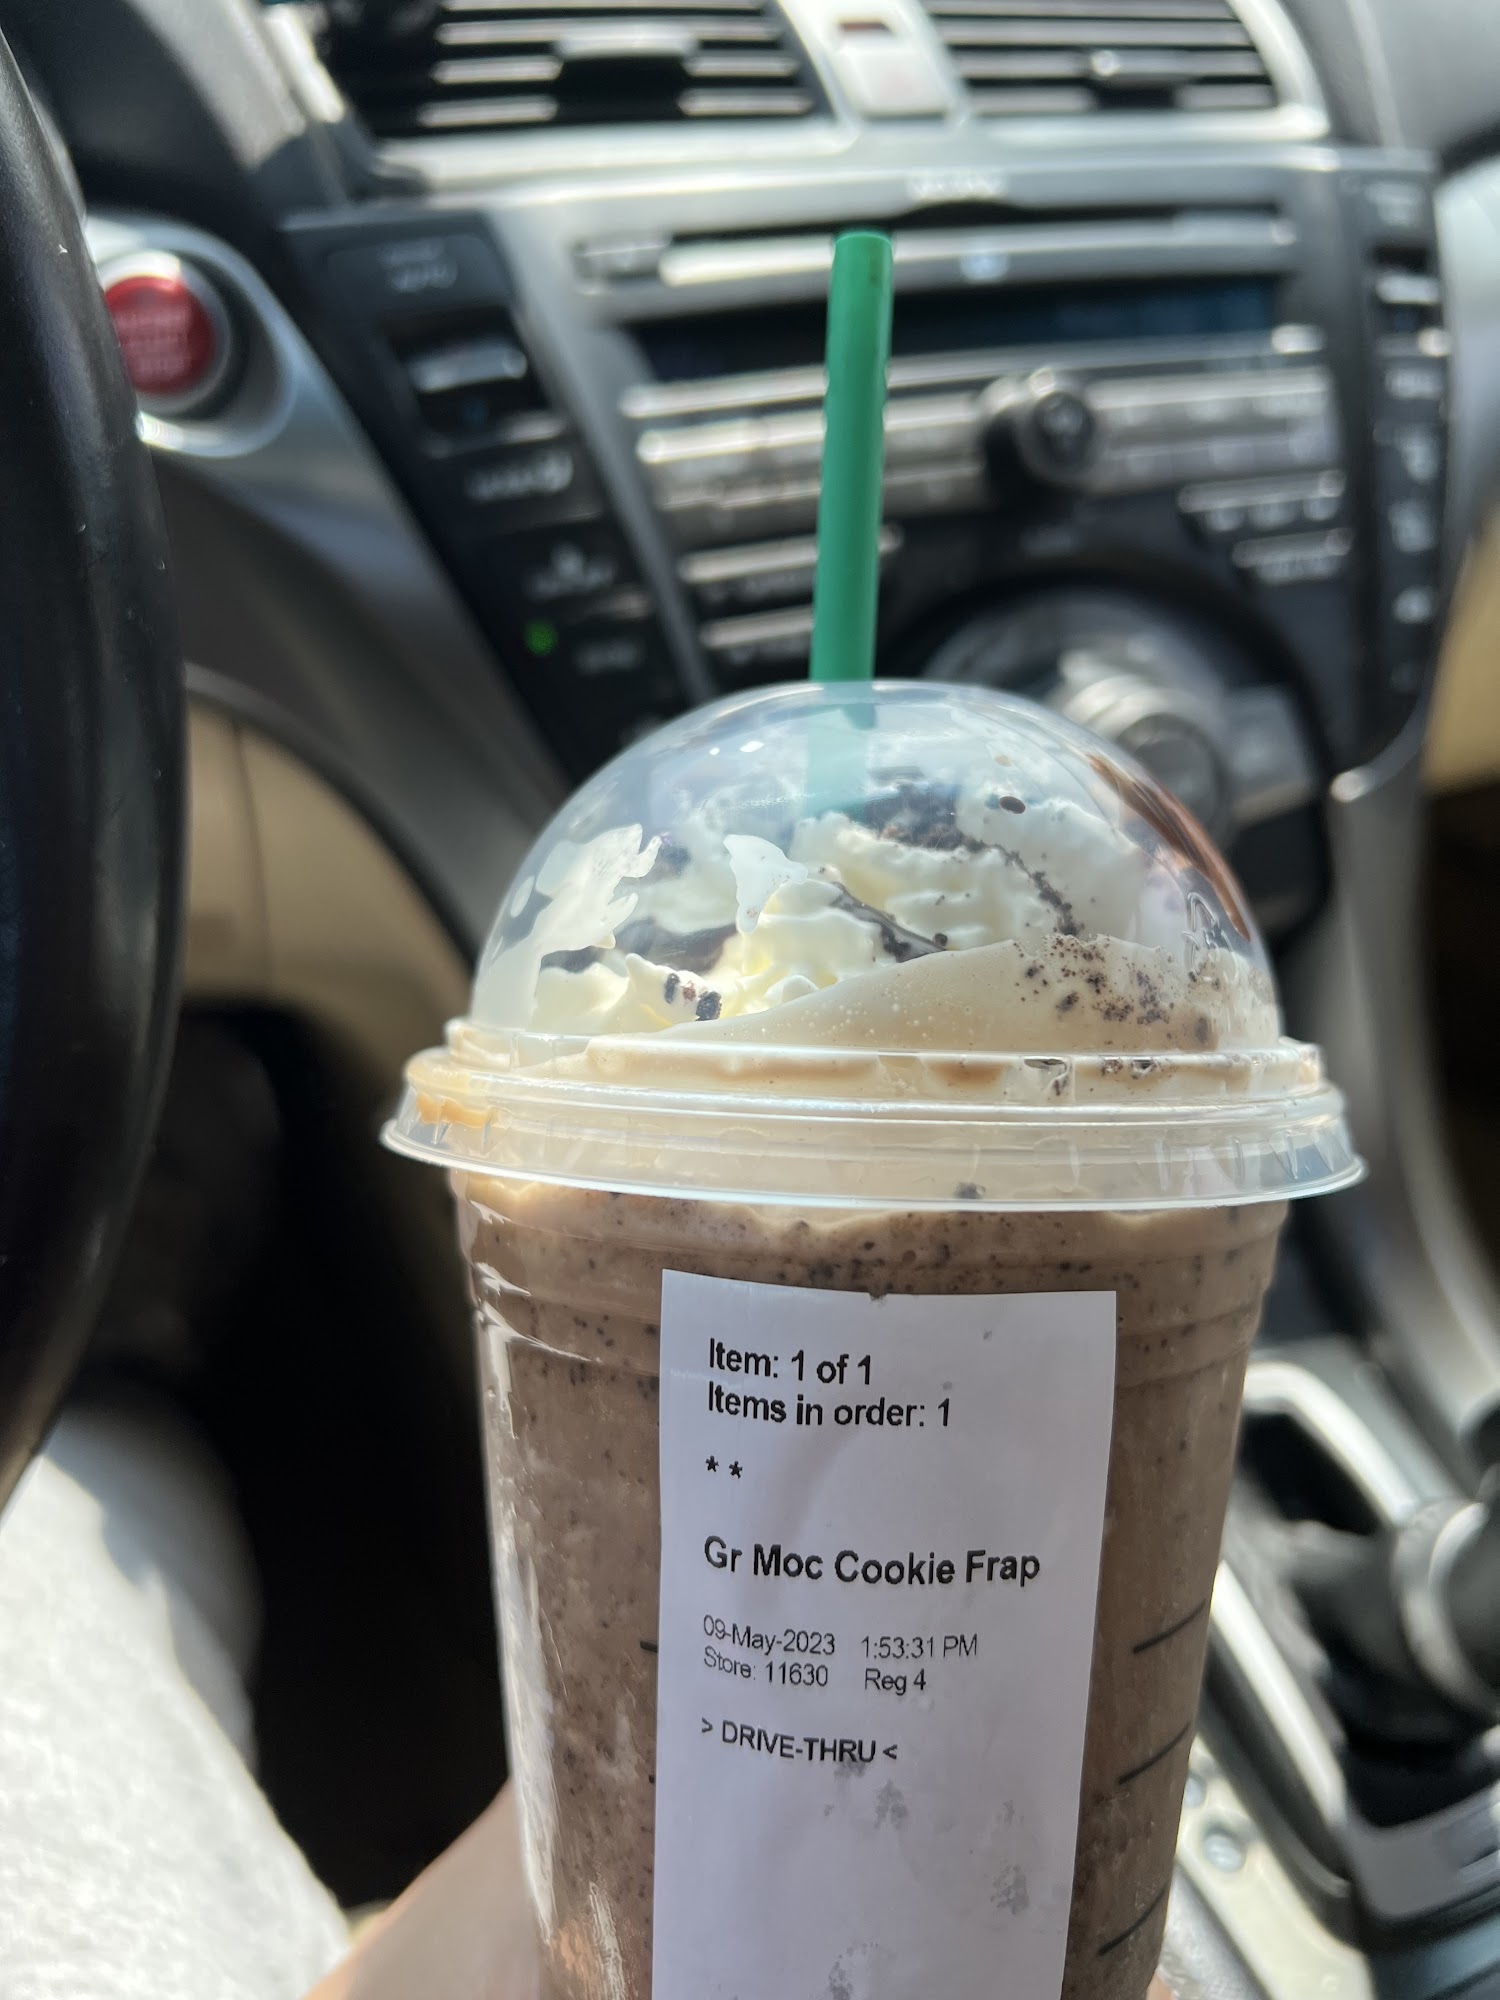 Item: 1 of 1
Items in order: 1
* *
Gr Moc Cookie Frap
09-May-2023 1:53:31 PM
Store: 11630 Reg 4
> DRIVE-THRU <